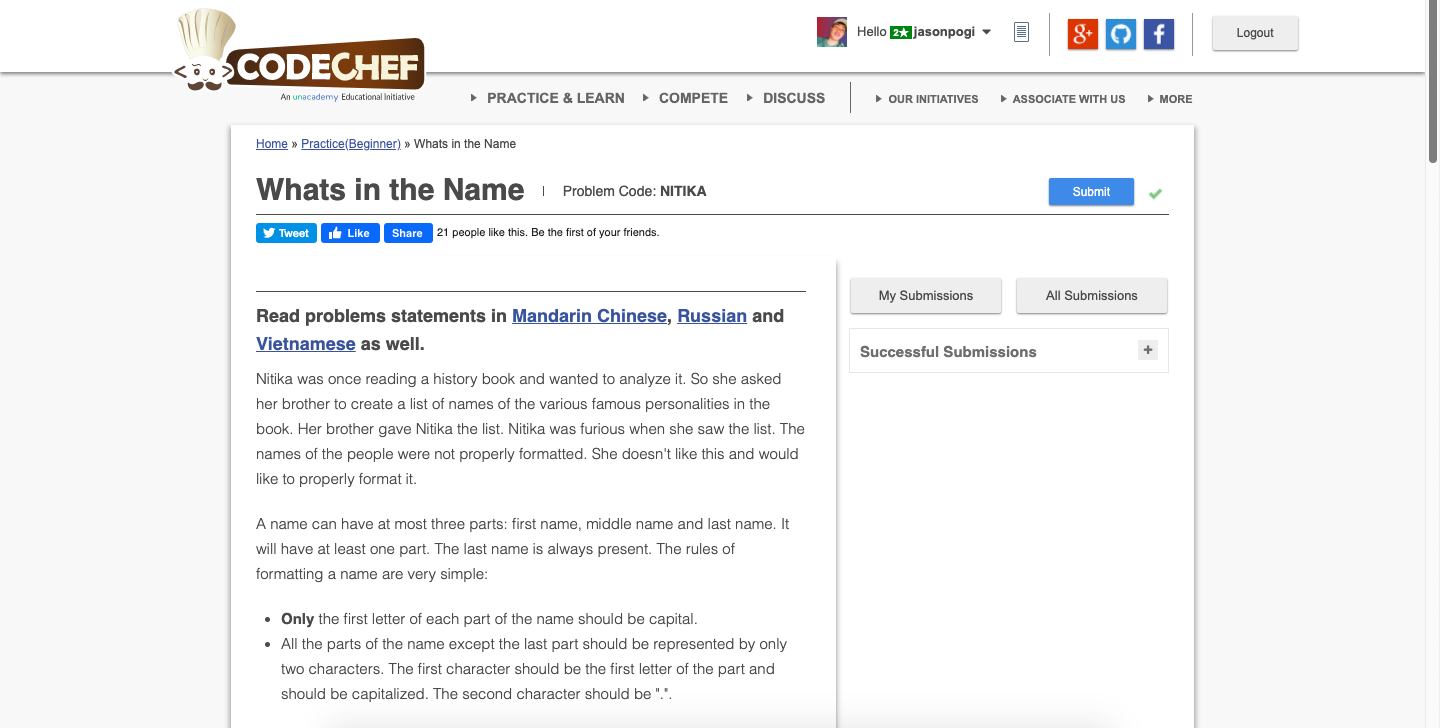 Hello 2★ jasonpogi
Logout
CODECHEF
An unacademy Educational Initiative
PRACTICE & LEARN COMPETE DISCUSS OUR INITIATIVES ASSOCIATE WITH US MORE
Home » Practice(Beginner) » Whats in the Name
Whats in the Name Problem Code: NITIKA Submit
Tweet Like Share 21 people like this. Be the first of your friends.
My Submissions All Submissions
Successful Submissions +
Read problems statements in Mandarin Chinese, Russian and
Vietnamese as well.
Nitika was once reading a history book and wanted to analyze it. So she asked
her brother to create a list of names of the various famous personalities in the
book. Her brother gave Nitika the list. Nitika was furious when she saw the list. The
names of the people were not properly formatted. She doesn't like this and would
like to properly format it.
A name can have at most three parts: first name, middle name and last name. It
will have at least one part. The last name is always present. The rules of
formatting a name are very simple:
• Only the first letter of each part of the name should be capital.
• All the parts of the name except the last part should be represented by only
two characters. The first character should be the first letter of the part and
should be capitalized. The second character should be ".".